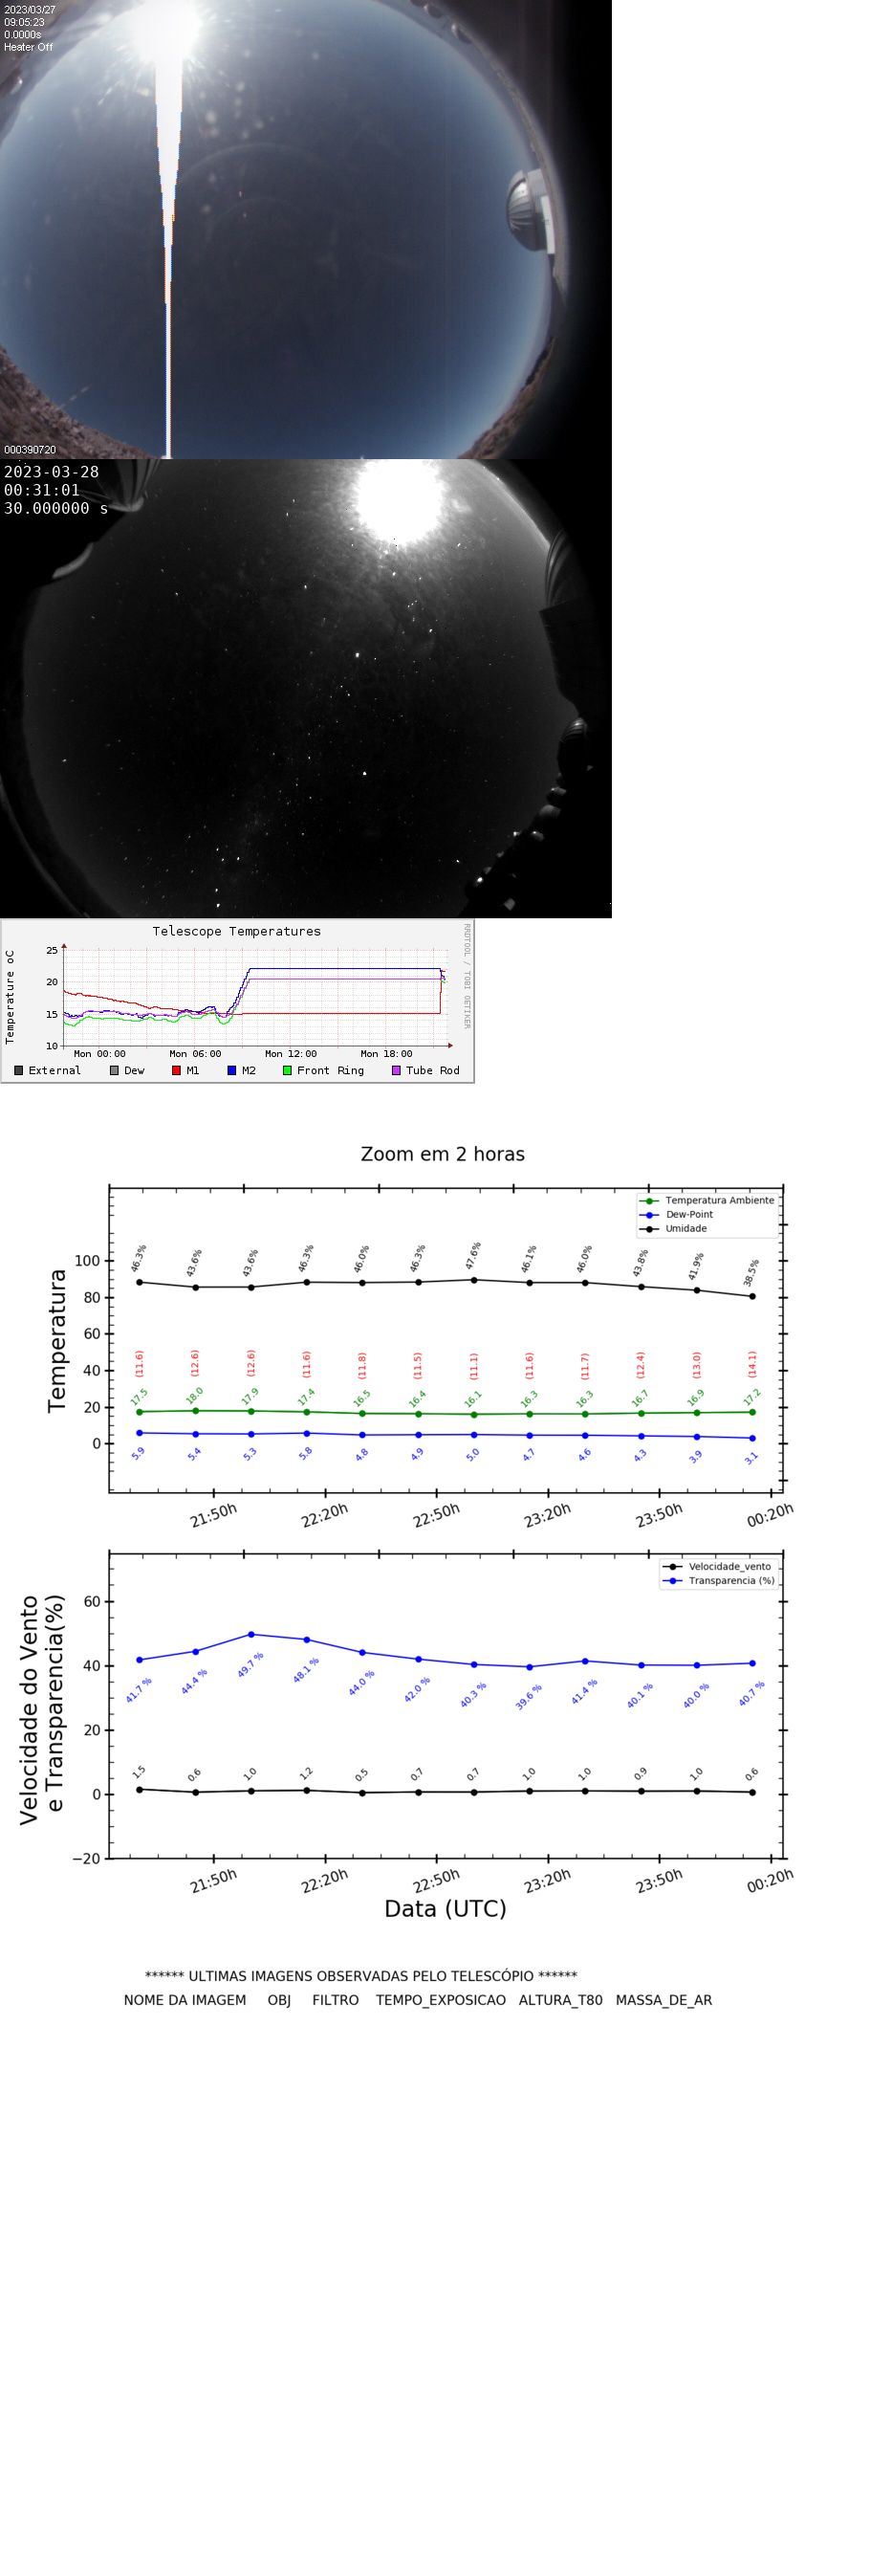 2023/03/27
09:05:23
0.0000s
Heater Off
000390720
2023-03-28
00:31:01
30.000000 s
Telescope Temperatures
RRDTOOL / TOBI OETIKER
Temperature oC
25
20
15
10
Mon 00:00 Mon 06:00 Mon 12:00 Mon 18:00
External Dew M1 M2 Front Ring Tube Rod
Zoom em 2 horas
Temperatura Ambiente
Dew-Point
Umidade
Temperatura
100
80
60
40
20
0
46.3% 43.6% 43.6% 46.3% 46.0% 46.3% 47.6% 46.1% 46.0% 43.8% 41.9% 38.5%
(11.6) (12.6) (12.6) (11.6) (11.8) (11.5) (11.1) (11.6) (11.7) (12.4) (13.0) (14.1)
17.5 18.0 17.9 17.4 16.5 16.4 16.1 16.3 16.3 16.7 16.9 17.2
5.9 5.4 5.3 5.8 4.8 4.9 5.0 4.7 4.6 4.3 3.9 3.1
21:50h 22:20h 22:50h 23:20h 23:50h 00:20h
Velocidade_vento
Transparencia (%)
Velocidade do Vento
e Transparencia(%)
60
40
20
0
−20
41.7 % 44.4 % 49.7 % 48.1 % 44.0 % 42.0 % 40.3 % 39.6 % 41.4 % 40.1 % 40.0 % 40.7 %
1.5 0.6 1.0 1.2 0.5 0.7 0.7 1.0 1.0 0.9 1.0 0.6
21:50h 22:20h 22:50h 23:20h 23:50h 00:20h
Data (UTC)
****** ULTIMAS IMAGENS OBSERVADAS PELO TELESCÓPIO ******
NOME DA IMAGEM OBJ FILTRO TEMPO_EXPOSICAO ALTURA_T80 MASSA_DE_AR